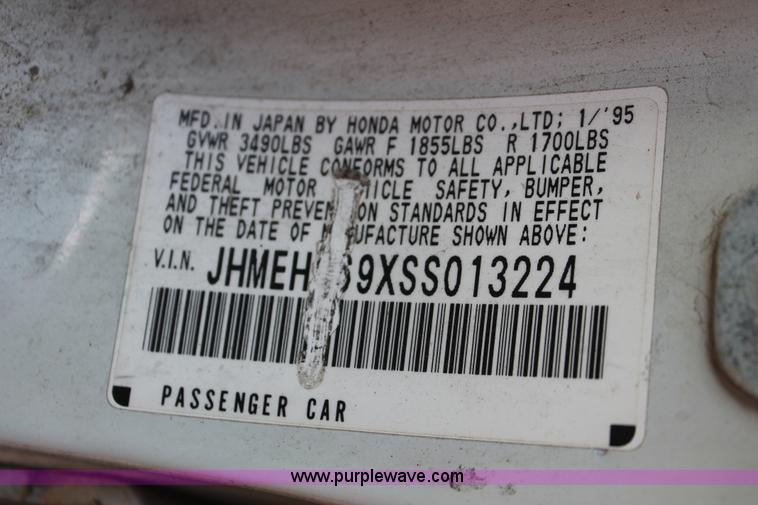 MFD. IN JAPAN BY HONDA MOTOR CO.,LTD; 1/'95
GVWR 3490LBS GAWR F 1855LBS R 1700LBS
THIS VEHICLE CONFORMS TO ALL APPLICABLE
FEDERAL MOTOR SAFETY, BUMPER,
AND THEFT STANDARDS IN EFFECT
ON THE DATE OF SHOWN ABOVE:
V.I.N.
PASSENGER CAR
www.purplewave.com